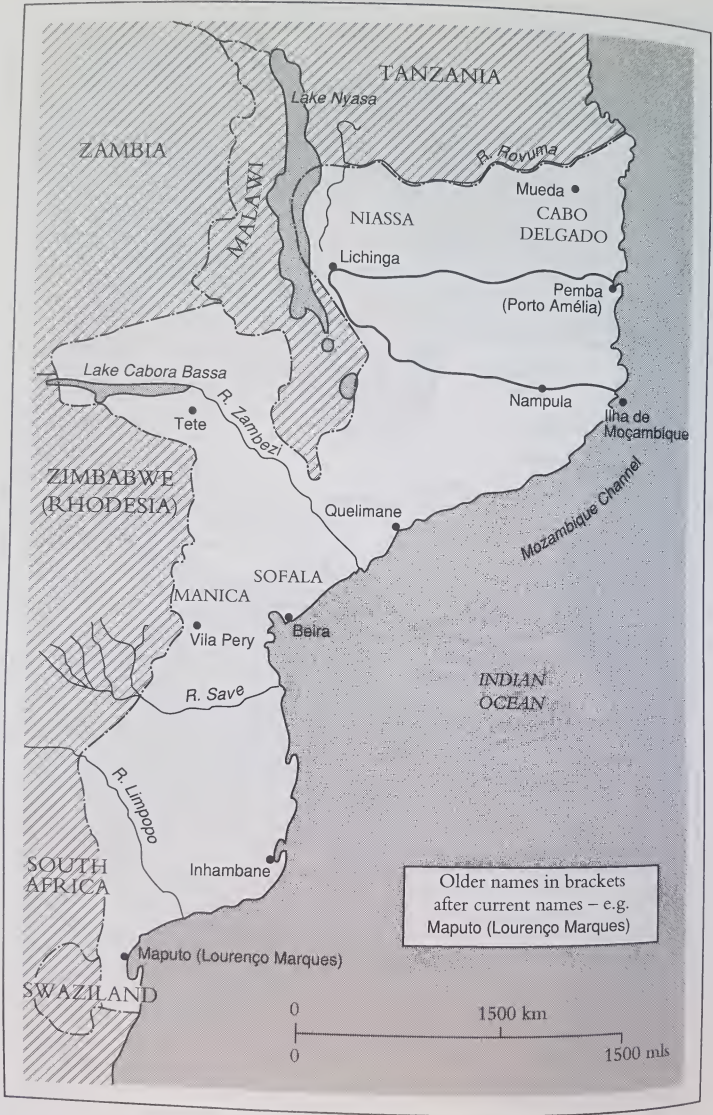 TANZANIA
Lake Nyasa
ZAMBIA
R. Rovuma
MALAWI
Mueda
NIASSA
CABO
DELGADO
Lichinga
Pemba
(Porto Amélia)
Lake Cabora Bassa
R. Zambezi
Tete
Nampula
Ilha de
Moçambique
ZIMBABWE
(RHODESIA)
Mozambique Channel
Quelimane
SOFALA
MANICA
Vila Pery
Beira
R. Save
INDIAN
OCEAN
R. Limpopo
SOUTH
AFRICA
Inhambane
Older names in brackets
after current names – e.g.
Maputo (Lourenço Marques)
Maputo (Lourenço Marques)
SWAZILAND
0 1500 km
0 1500 mls